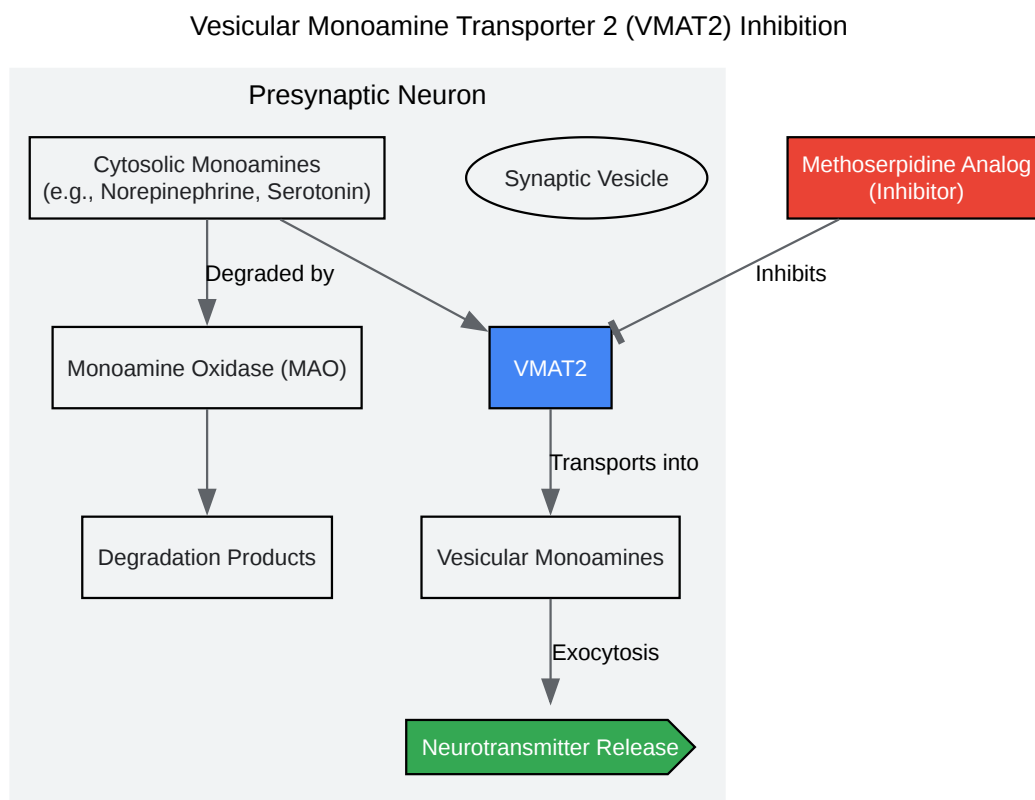 Vesicular Monoamine Transporter 2 (VMAT2) Inhibition
Presynaptic Neuron
Cytosolic Monoamines
(e.g., Norepinephrine, Serotonin)
Synaptic Vesicle
Methoserpidine Analog
(Inhibitor)
Degraded by
Inhibits
Monoamine Oxidase (MAO)
VMAT2
Transports into
Degradation Products
Vesicular Monoamines
Exocytosis
Neurotransmitter Release